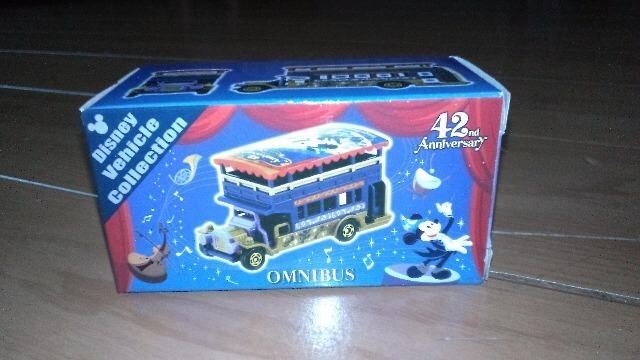 Disney
Vehicle
Collection
42nd
Anniversary
OMNIBUS